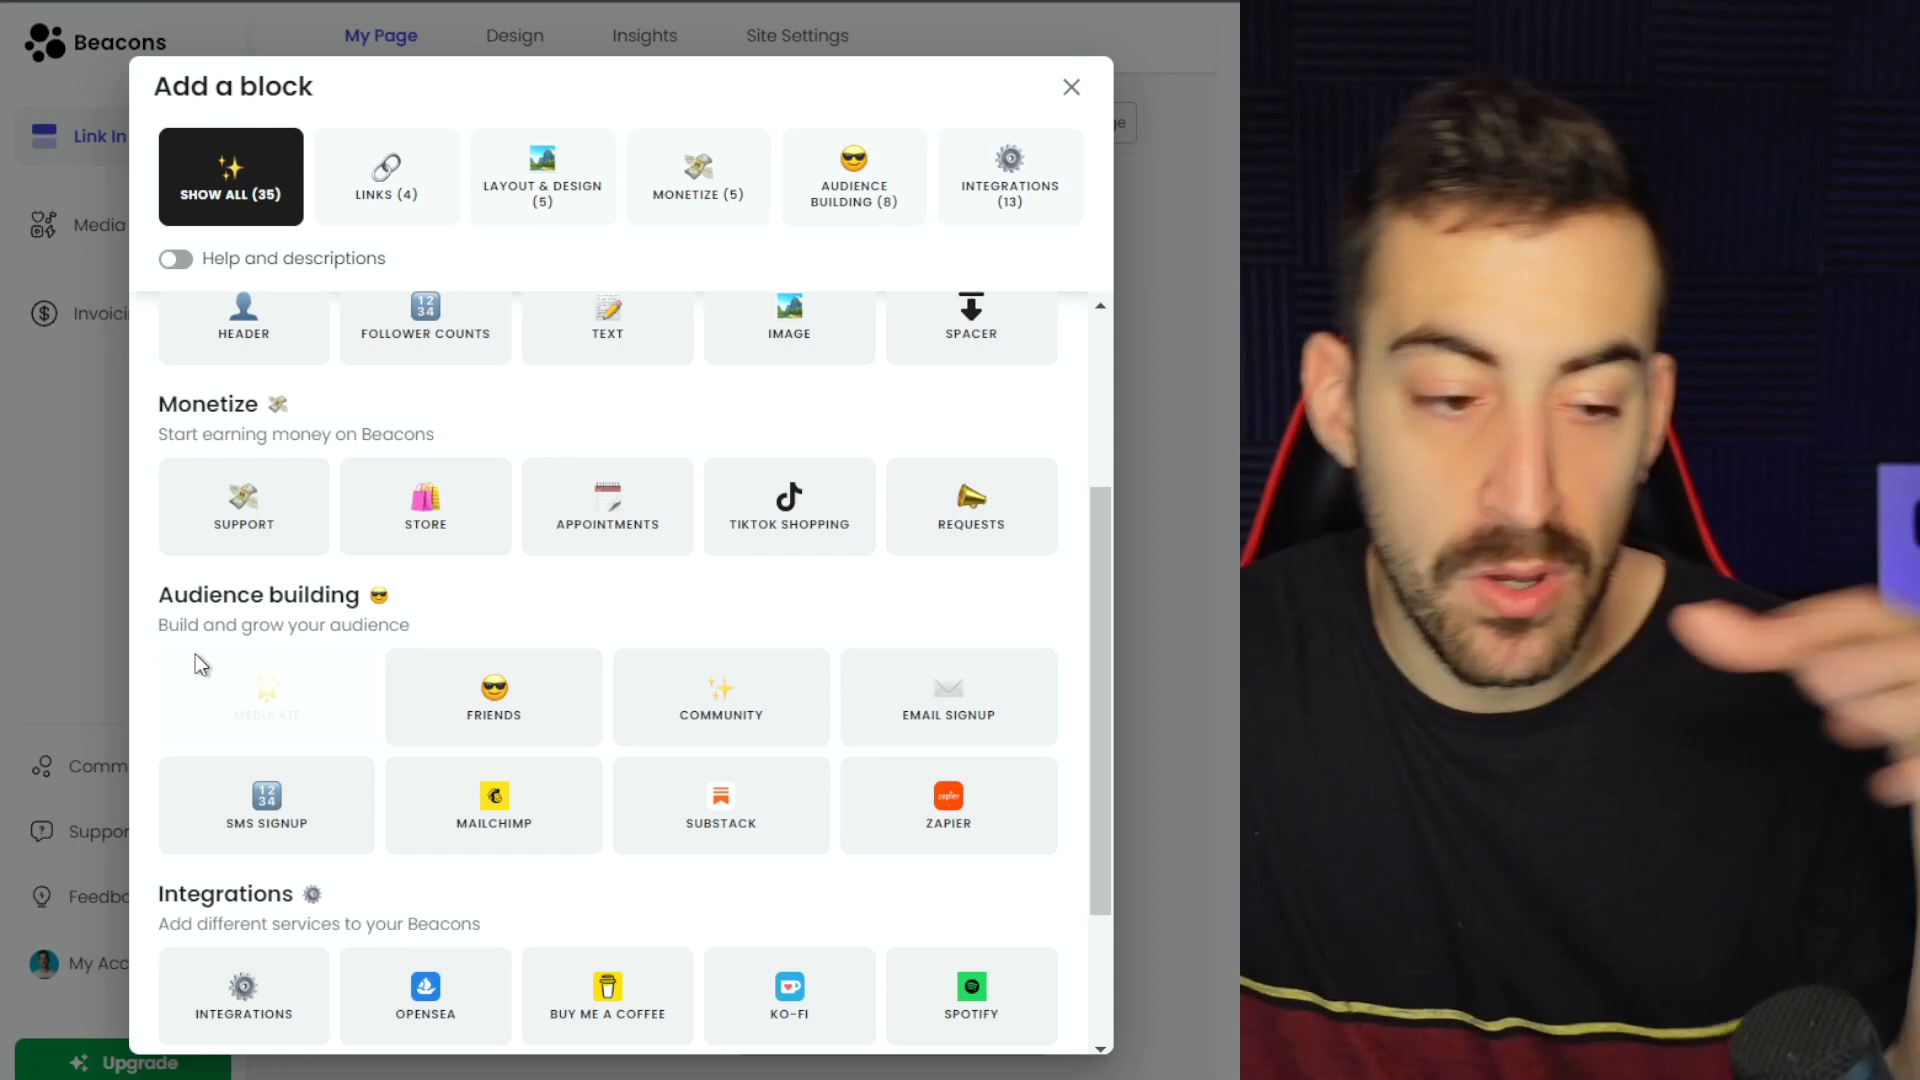 Beacons
My Page
Design
Insights
Site Settings
Add a block
Link In
Media
Invoici
SHOW ALL (35)
LINKS (4)
LAYOUT & DESIGN
(5)
MONETIZE (5)
AUDIENCE
BUILDING (8)
INTEGRATIONS
(13)
Help and descriptions
HEADER
FOLLOWER COUNTS
TEXT
IMAGE
SPACER
Monetize
Start earning money on Beacons
SUPPORT
STORE
APPOINTMENTS
TIKTOK SHOPPING
REQUESTS
Audience building
Build and grow your audience
MEDIA KIT
FRIENDS
COMMUNITY
EMAIL SIGNUP
SMS SIGNUP
MAILCHIMP
SUBSTACK
zapier
ZAPIER
Integrations
Add different services to your Beacons
INTEGRATIONS
OPENSEA
BUY ME A COFFEE
KO-FI
SPOTIFY
Comm
Suppor
Feedba
My Acc
Upgrade